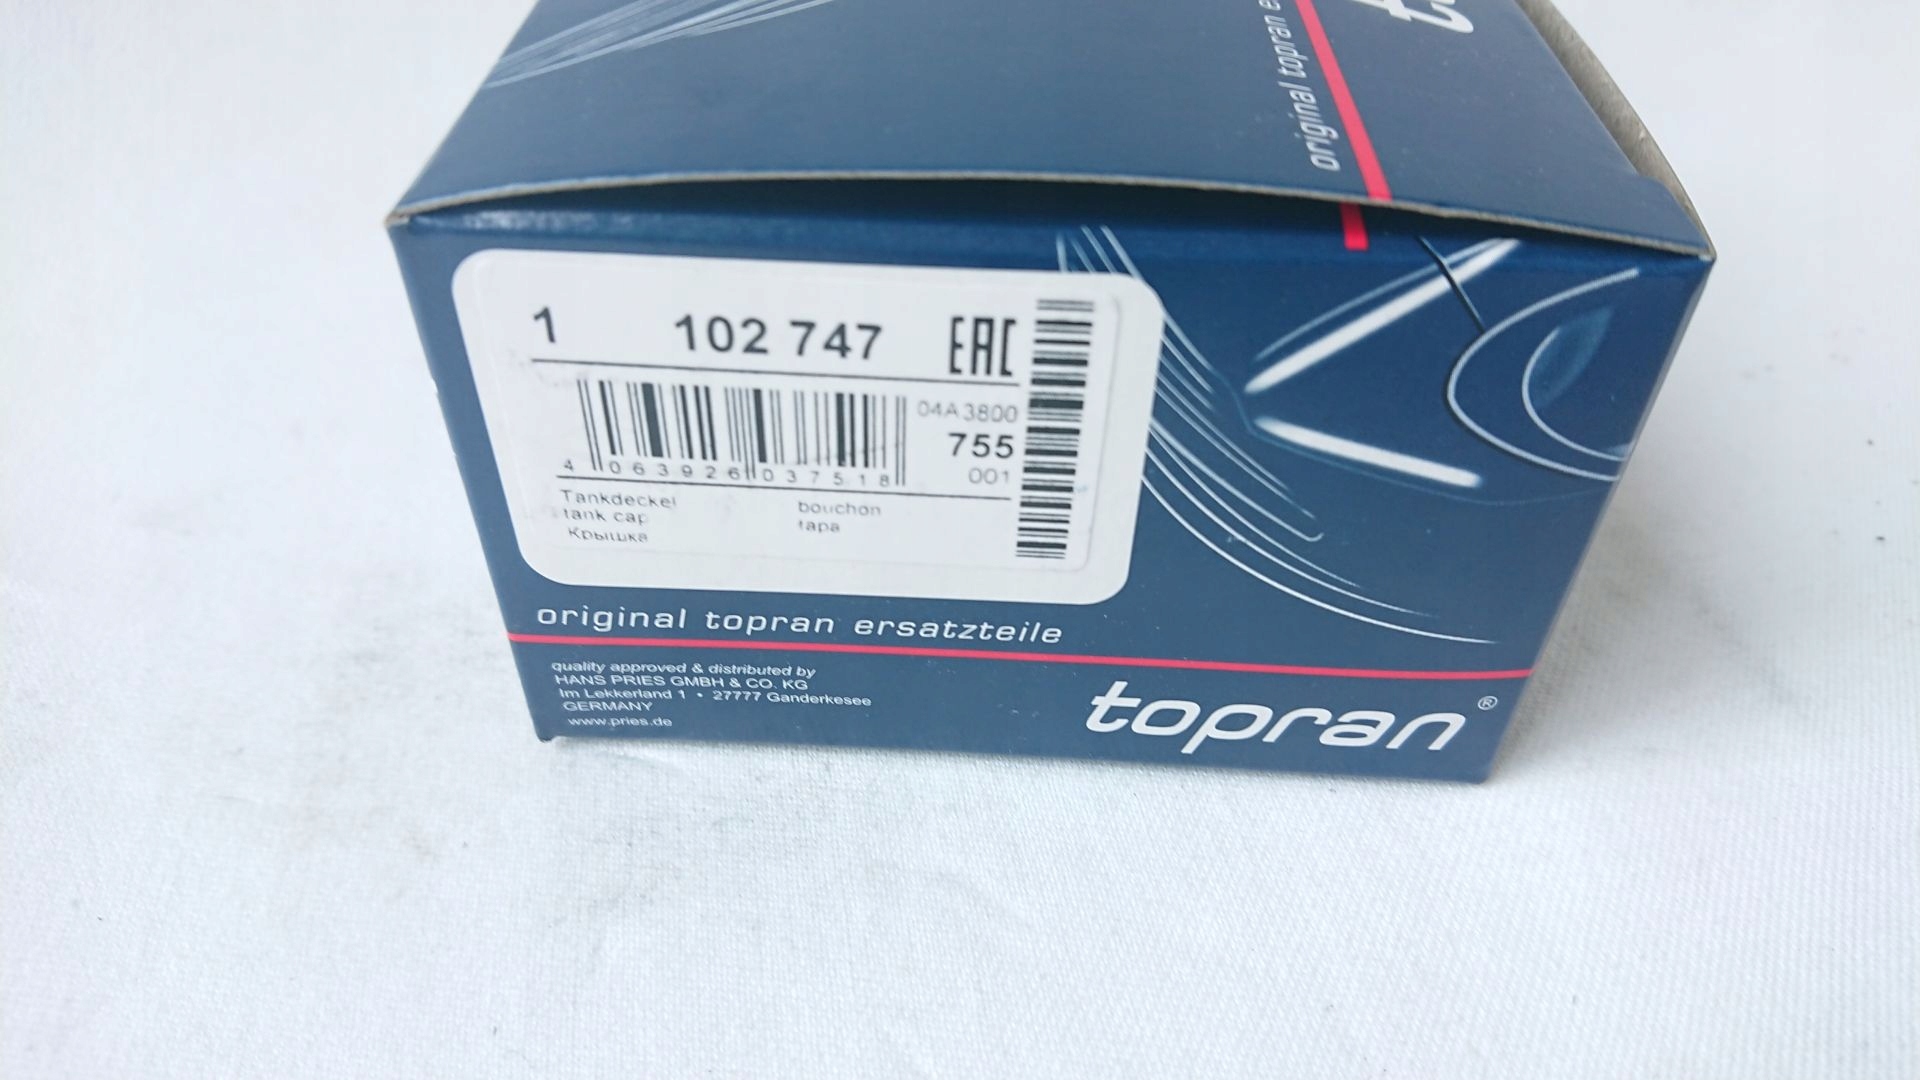 original topran e
1 102 747 EAC
04A3800
755
001
4 063926 037518
Tankdeckel bouchon
tank cap tapa
Крышка
original topran ersatzteile
quality approved & distributed by
HANS PRIES GMBH & CO. KG
Im Lekkerland 1 • 27777 Ganderkesee
GERMANY
www.pries.de
topran®